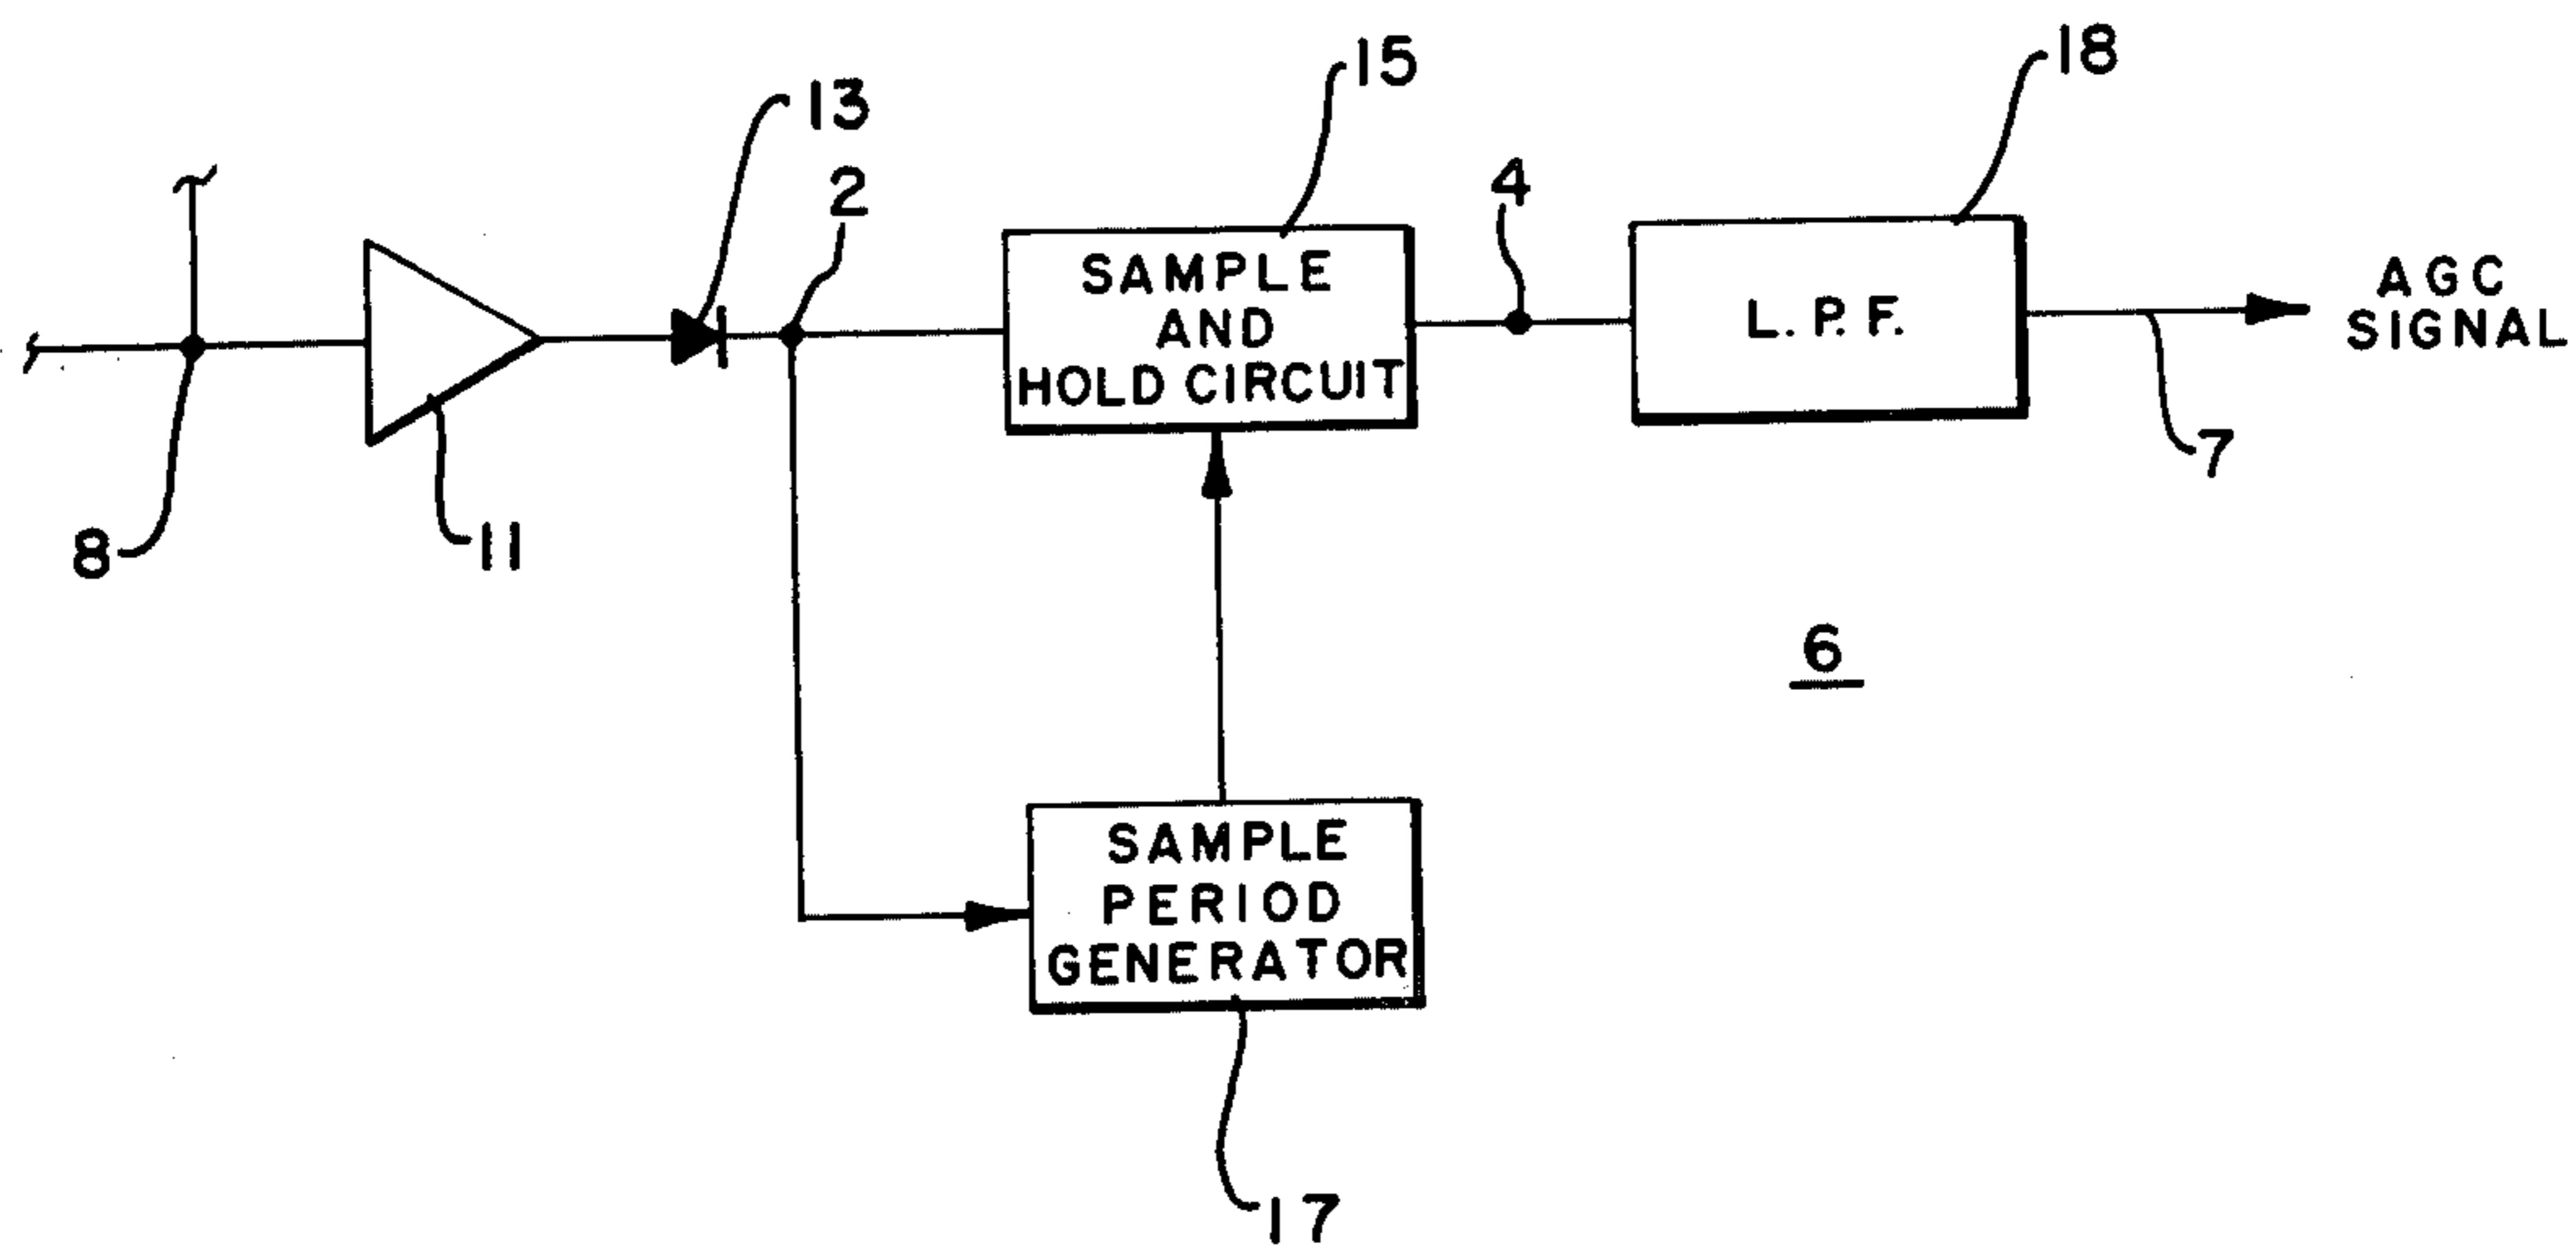 18
15
13
2
4
SAMPLE
AND
HOLD CIRCUIT
L. P. F.
AGC
SIGNAL
7
8
11
6
SAMPLE
PERIOD
GENERATOR
17